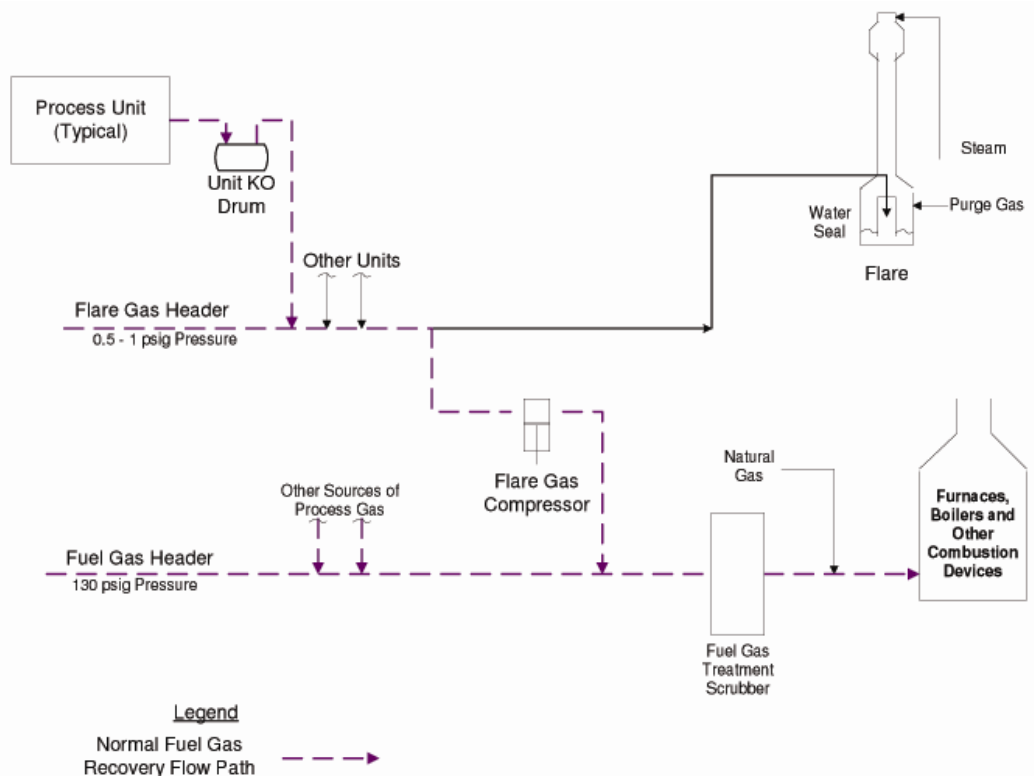 Process Unit
(Typical)
Unit KO
Drum
Steam
Purge Gas
Water
Seal
Flare
Other Units
Flare Gas Header
0.5 - 1 psig Pressure
Flare Gas
Compressor
Natural
Gas
Other Sources of
Process Gas
Furnaces,
Boilers and
Other
Combustion
Devices
Fuel Gas Header
130 psig Pressure
Fuel Gas
Treatment
Scrubber
Legend
Normal Fuel Gas
Recovery Flow Path